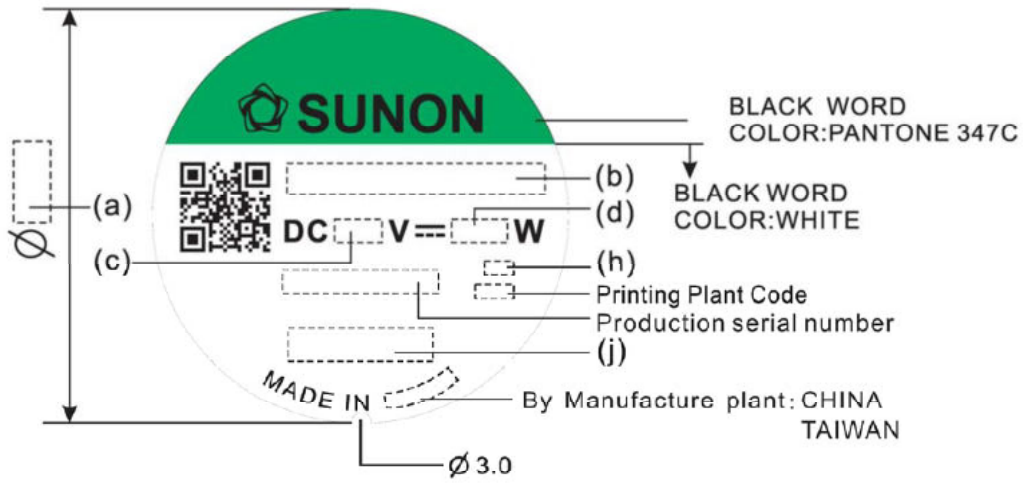 SUNON
BLACK WORD
COLOR:PANTONE 347C
(b)
BLACK WORD
COLOR:WHITE
(a)
Ø
DC V W
(d)
(c)
(h)
Printing Plant Code
Production serial number
(j)
MADE IN
By Manufacture plant: CHINA
TAIWAN
Ø 3.0